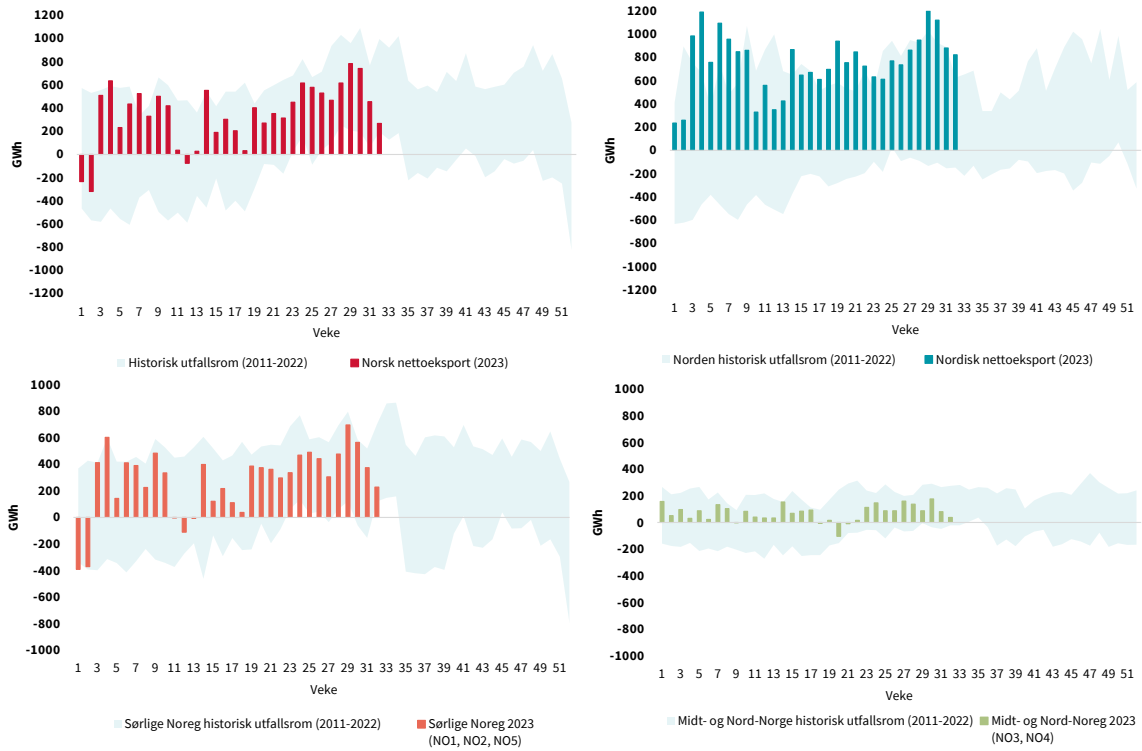 1200
1000
800
600
400
200
0
-200
-400
-600
-800
-1000
-1200
GWh
1 3 5 7 9 11 13 15 17 19 21 23 25 27 29 31 33 35 37 39 41 43 45 47 49 51
Veke
Historisk utfallsrom (2011-2022) Norsk nettoeksport (2023)
1200
1000
800
600
400
200
0
-200
-400
-600
-800
-1000
-1200
GWh
1 3 5 7 9 11 13 15 17 19 21 23 25 27 29 31 33 35 37 39 41 43 45 47 49 51
Veke
Norden historisk utfallsrom (2011-2022) Nordisk nettoeksport (2023)
1000
800
600
400
200
0
-200
-400
-600
-800
-1000
GWh
1 3 5 7 9 11 13 15 17 19 21 23 25 27 29 31 33 35 37 39 41 43 45 47 49 51
Veke
Sørlige Noreg historisk utfallsrom (2011-2022) Sørlige Noreg 2023
(NO1, NO2, NO5)
1000
800
600
400
200
0
-200
-400
-600
-800
-1000
GWh
1 3 5 7 9 11 13 15 17 19 21 23 25 27 29 31 33 35 37 39 41 43 45 47 49 51
Veke
Midt- og Nord-Norge historisk utfallsrom (2011-2022) Midt- og Nord-Noreg 2023
(NO3, NO4)